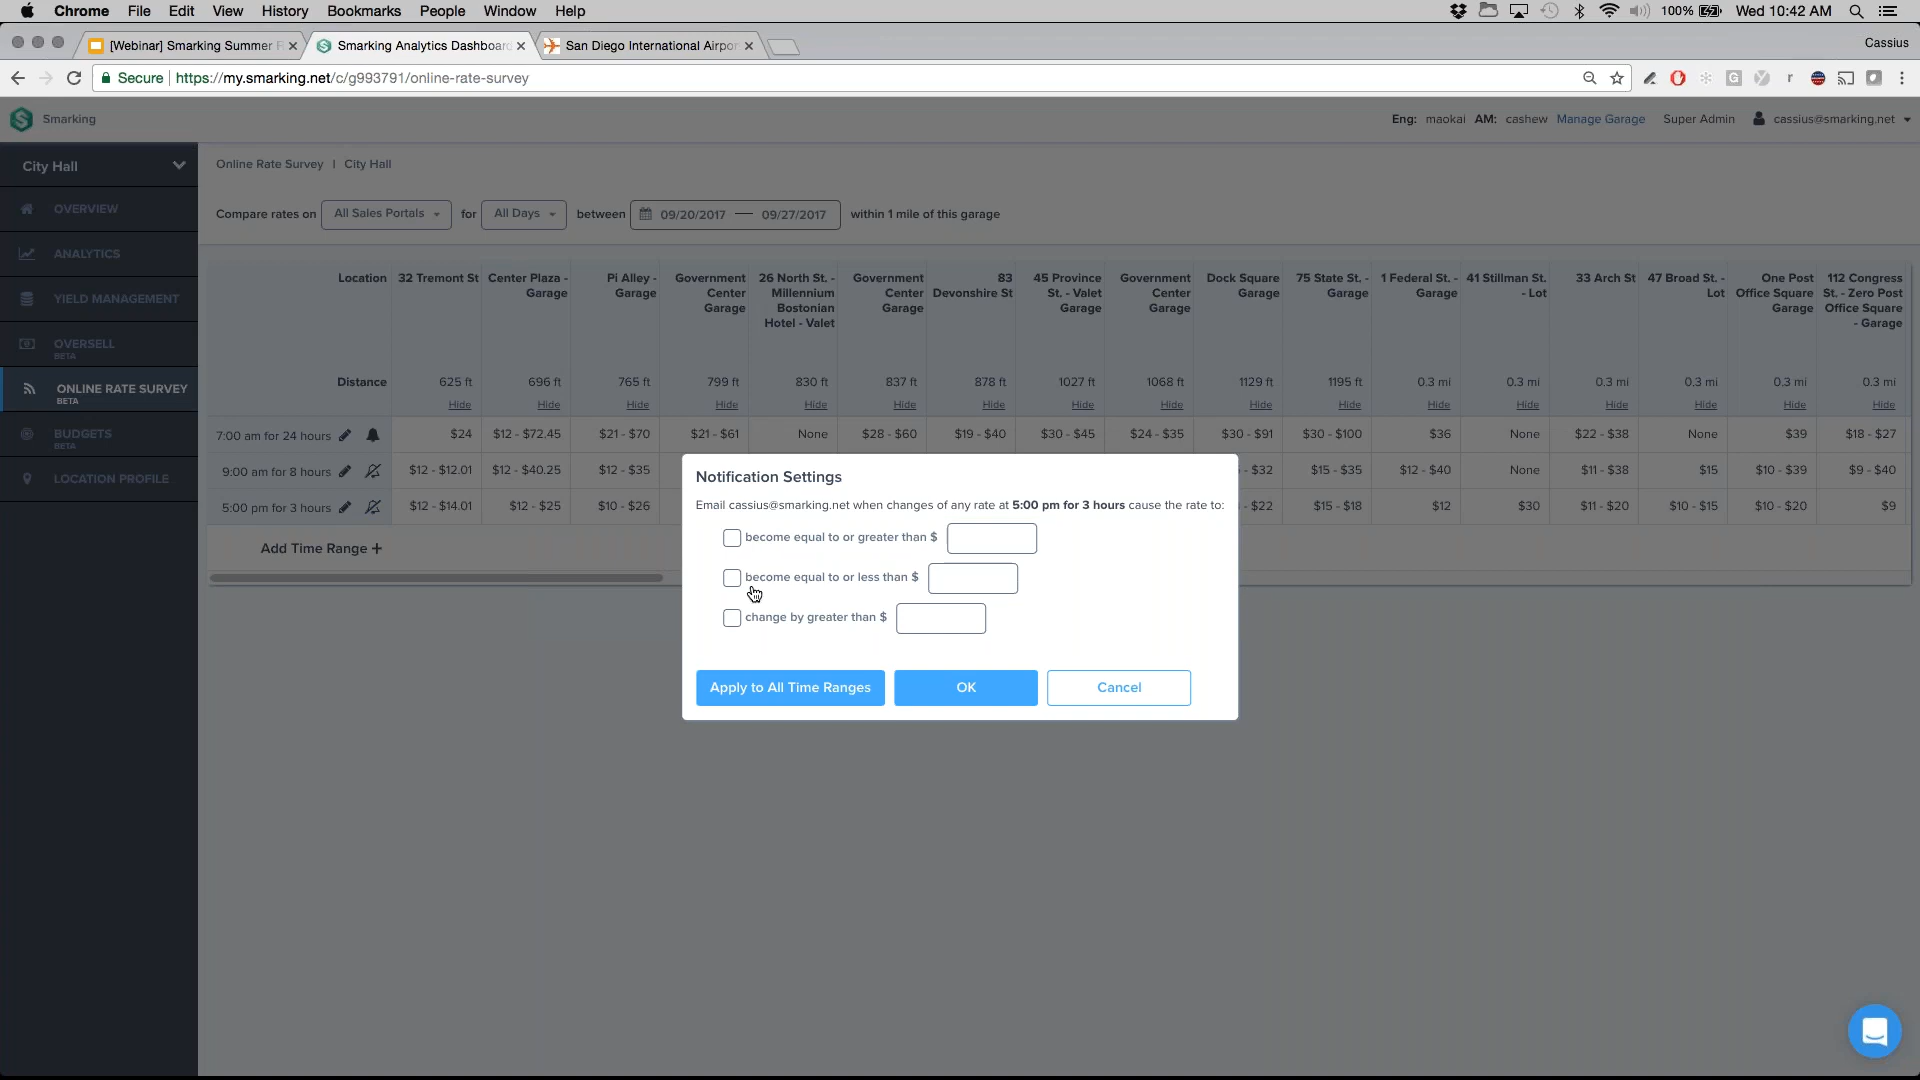 Chrome File Edit View History Bookmarks People Window Help 100% Wed 10:42 AM
[Webinar] Smarking Summer R Smarking Analytics Dashboard San Diego International Airpor Cassius
Secure https://my.smarking.net/c/g993791/online-rate-survey
Smarking Eng: maokai AM: cashew Manage Garage Super Admin cassius@smarking.net
City Hall
OVERVIEW
ANALYTICS
YIELD MANAGEMENT
OVERSELL
BETA
ONLINE RATE SURVEY
BETA
BUDGETS
BETA
LOCATION PROFILE
Online Rate Survey | City Hall
Compare rates on All Sales Portals for All Days between 09/20/2017 — 09/27/2017 within 1 mile of this garage
Location 32 Tremont St Center Plaza - Pi Alley - Government 26 North St. - Government 83 45 Province Government Dock Square 75 State St. - 1 Federal St. - 41 Stillman St. 33 Arch St 47 Broad St. - One Post 112 Congress
Garage Garage Center Millennium Center Devonshire St St. - Valet Center Garage Garage Garage - Lot Lot Office Square St. - Zero Post
Garage Bostonian Garage Garage Garage Garage Office Square
Hotel - Valet - Garage
Distance 625 ft 696 ft 765 ft 799 ft 830 ft 837 ft 878 ft 1027 ft 1068 ft 1129 ft 1195 ft 0.3 mi 0.3 mi 0.3 mi 0.3 mi 0.3 mi 0.3 mi
Hide Hide Hide Hide Hide Hide Hide Hide Hide Hide Hide Hide Hide Hide Hide Hide Hide
7:00 am for 24 hours $24 $12 - $72.45 $21 - $70 $21 - $61 None $28 - $60 $19 - $40 $30 - $45 $24 - $35 $30 - $91 $30 - $100 $36 None $22 - $38 None $39 $18 - $27
9:00 am for 8 hours $12 - $12.01 $12 - $40.25 $12 - $35 - $32 $15 - $35 $12 - $40 None $11 - $38 $15 $10 - $39 $9 - $40
5:00 pm for 3 hours $12 - $14.01 $12 - $25 $10 - $26 - $22 $15 - $18 $12 $30 $11 - $20 $10 - $15 $10 - $20 $9
Add Time Range +
Notification Settings
Email cassius@smarking.net when changes of any rate at 5:00 pm for 3 hours cause the rate to:
become equal to or greater than $
become equal to or less than $
change by greater than $
Apply to All Time Ranges OK Cancel